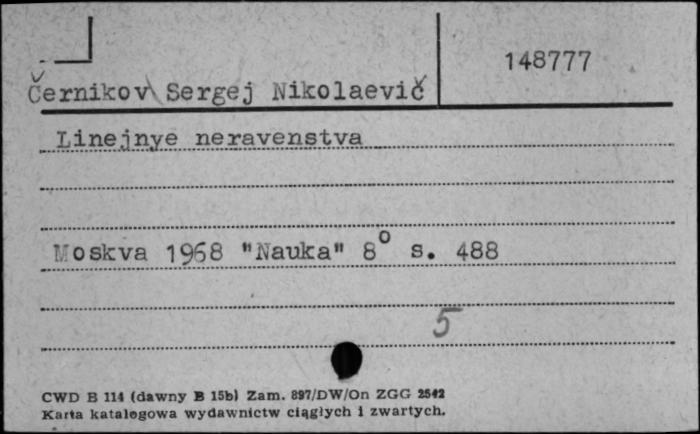 148777
Černikov Sergej Nikolaevič
Linejnye neravenstva
Moskva 1968 "Nauka" 8° s. 488
5
CWD B 114 (dawny B 15b) Zam. 897/DW/On ZGG 2542
Karta katalogowa wydawnictw ciągłych i zwartych.